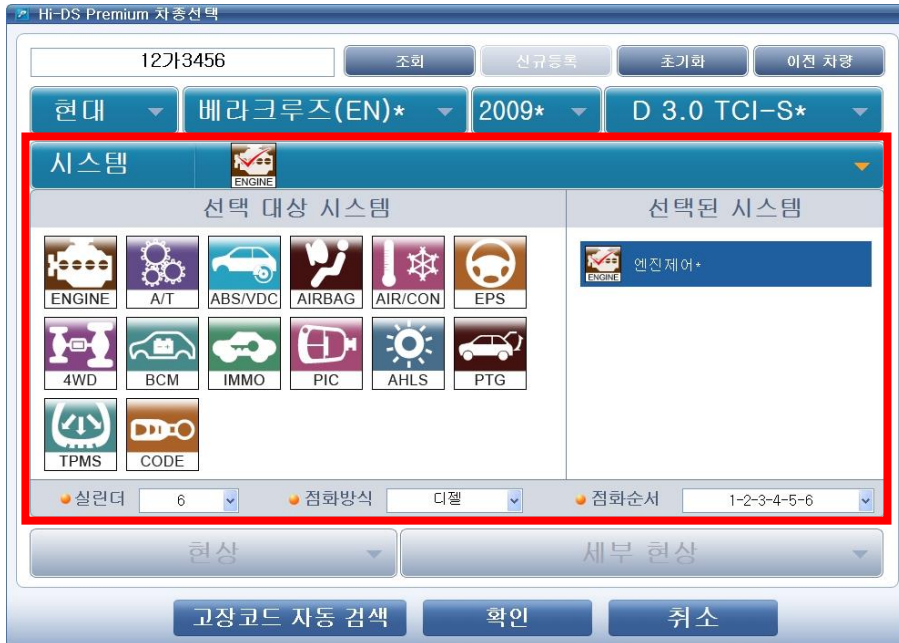 Hi-DS Premium 차종선택
12가3456 조회 신규등록 초기화 이전 차량
현대 베라크루즈(EN)* 2009* D 3.0 TCI-S*
시스템 ENGINE
선택 대상 시스템 선택된 시스템
ENGINE A/T ABS/VDC AIRBAG AIR/CON EPS
ENGINE 엔진제어*
4WD BCM IMMO PIC AHLS PTG
TPMS CODE
실린더 6 점화방식 디젤 점화순서 1-2-3-4-5-6
현상 세부 현상
고장코드 자동 검색 확인 취소